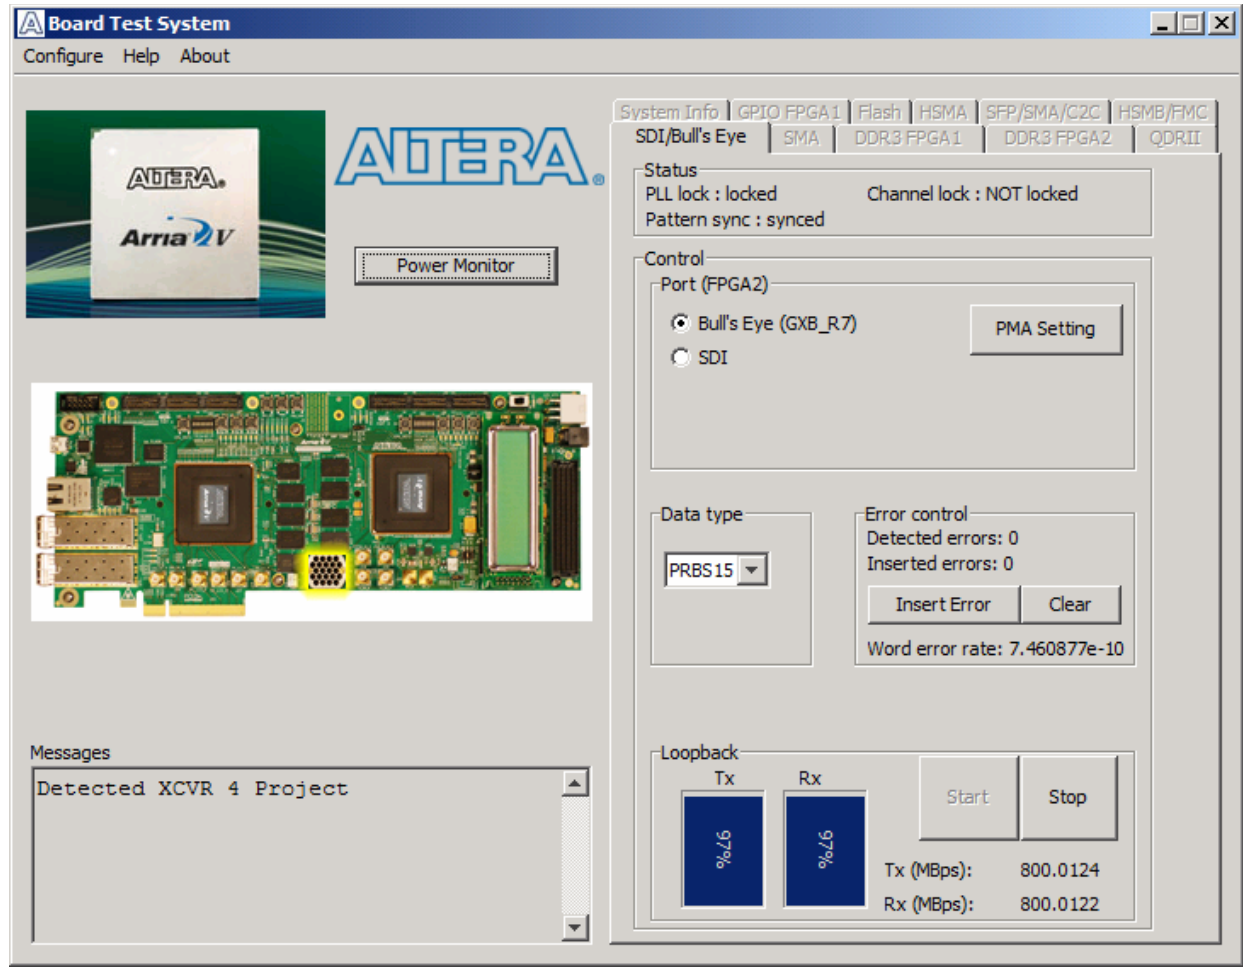 Board Test System
Configure Help About
ALTERA®
Arria V
ALTERA®
Power Monitor
System Info GPIO FPGA1 Flash HSMA SFP/SMA/C2C HSMB/FMC
SDI/Bull's Eye SMA DDR3 FPGA1 DDR3 FPGA2 QDRII
Status
PLL lock : locked Channel lock : NOT locked
Pattern sync : synced
Control
Port (FPGA2)
Bull's Eye (GXB_R7)
PMA Setting
SDI
Data type
PRBS15
Error control
Detected errors: 0
Inserted errors: 0
Insert Error Clear
Word error rate: 7.460877e-10
Messages
Detected XCVR 4 Project
Loopback
Tx Rx
97% 97%
Start Stop
Tx (MBps): 800.0124
Rx (MBps): 800.0122